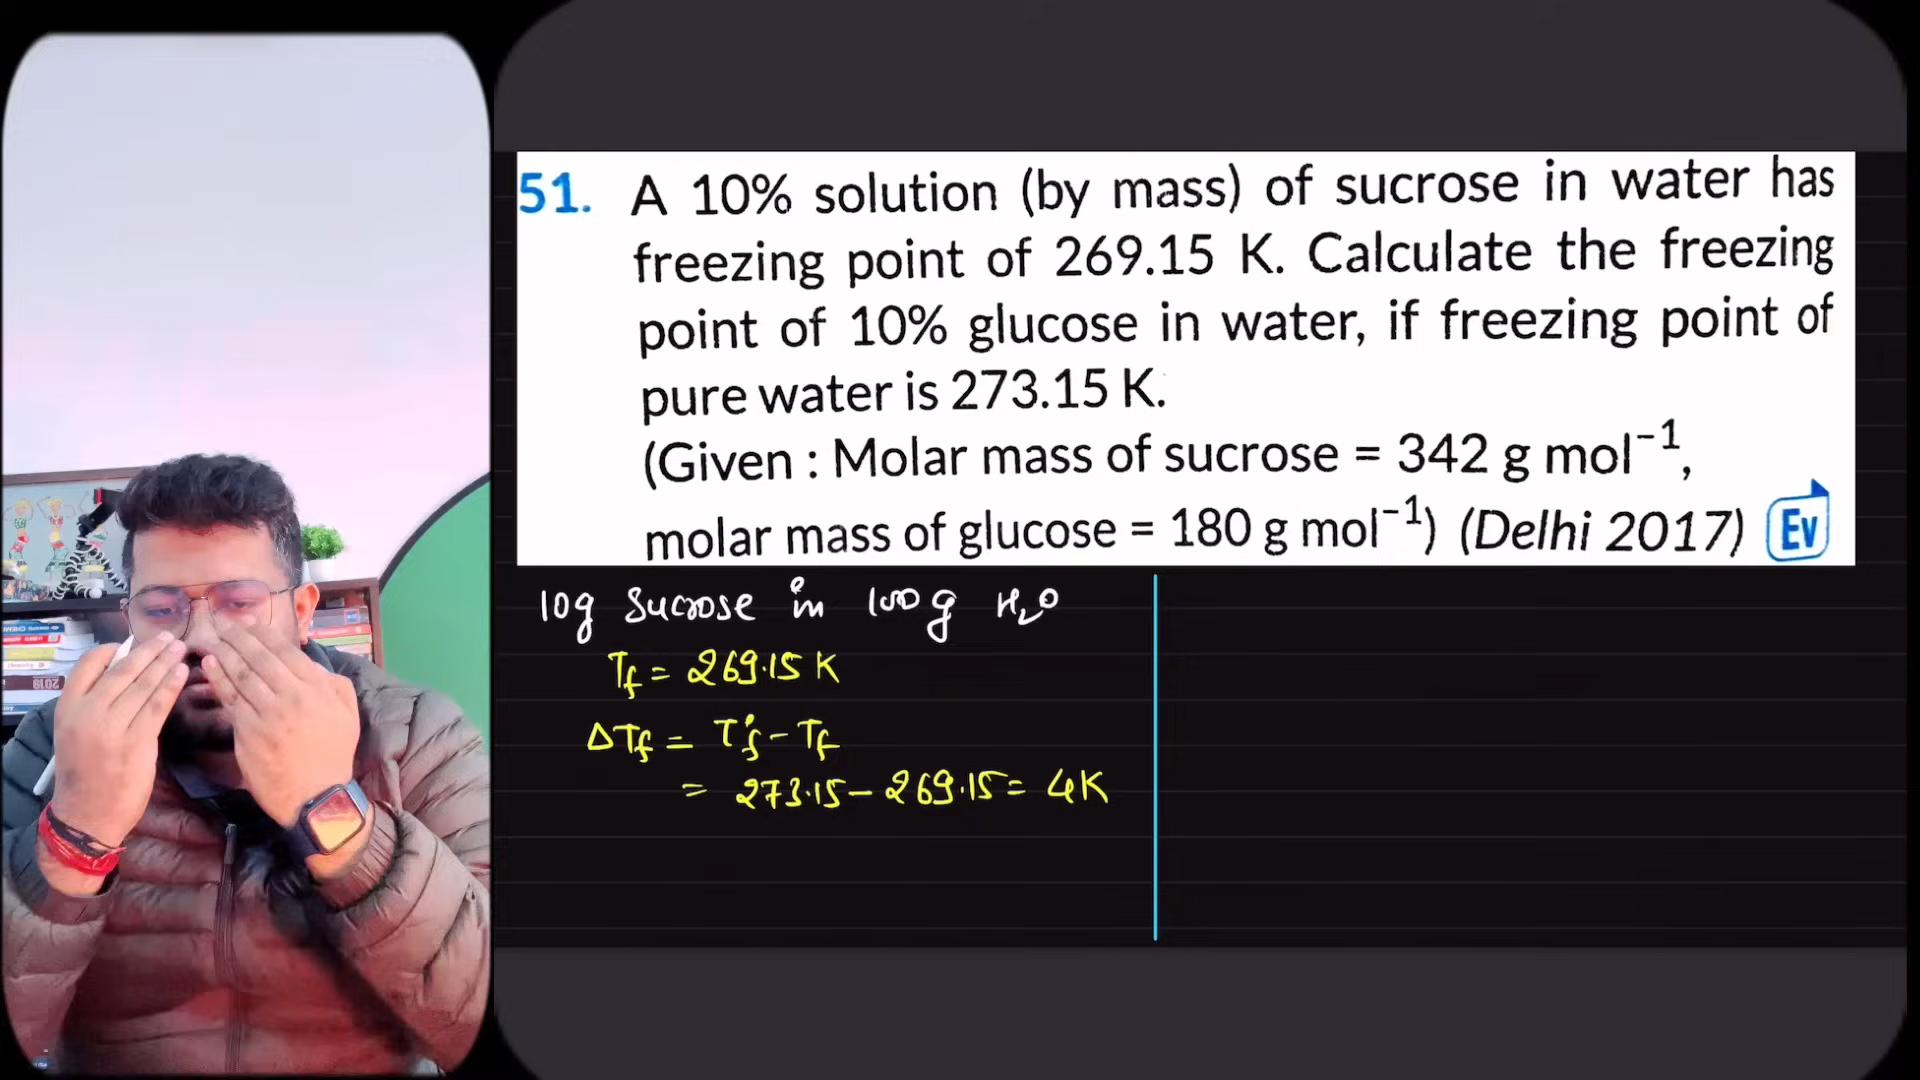 51. A 10% solution (by mass) of sucrose in water has
freezing point of 269.15 K. Calculate the freezing
point of 10% glucose in water, if freezing point of
pure water is 273.15 K.
(Given : Molar mass of sucrose = 342 g mol⁻¹,
molar mass of glucose = 180 g mol⁻¹) (Delhi 2017) Ev
10g Sucrose in 100g H₂O
Tf = 269.15 K
ΔTf = T°f - Tf
= 273.15 - 269.15 = 4K
2019